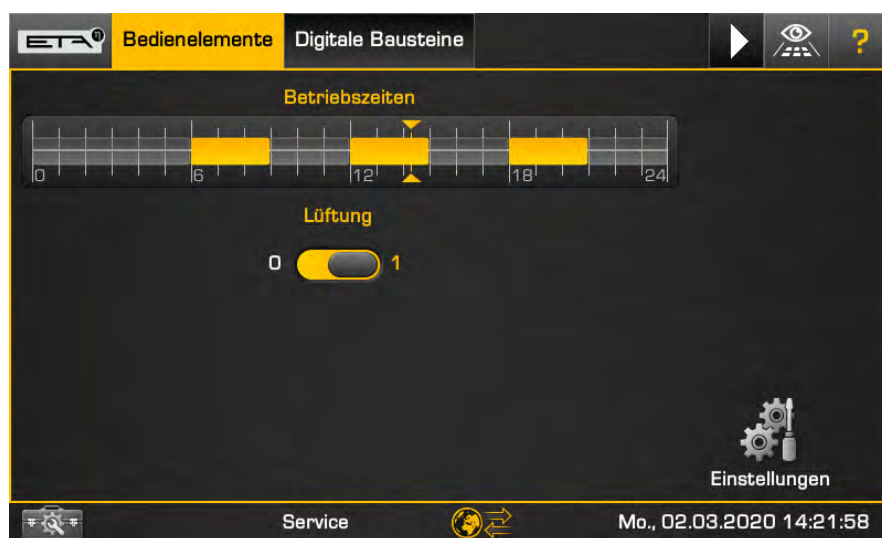 ETA η Bedienelemente Digitale Bausteine ?
Betriebszeiten
0 6 12 18 24
Lüftung
0 1
Einstellungen
Service Mo., 02.03.2020 14:21:58